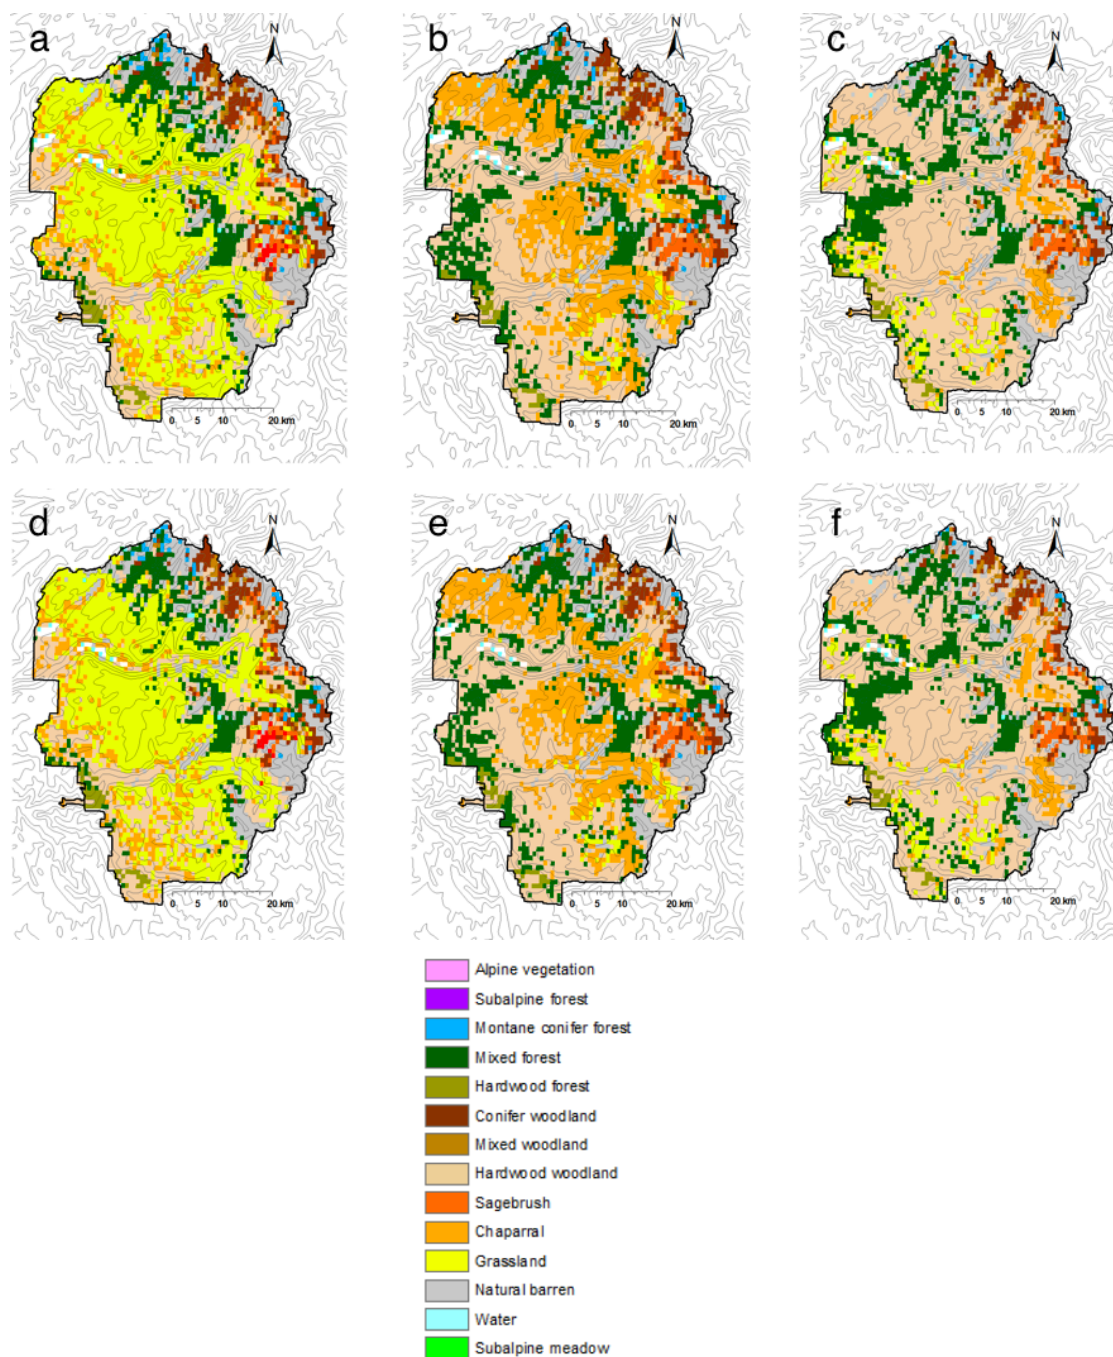 a
N
0 5 10 20 km
b
N
0 5 10 20 km
c
N
0 5 10 20 km
d
N
0 5 10 20 km
e
N
0 5 10 20 km
f
N
0 5 10 20 km
Alpine vegetation
Subalpine forest
Montane conifer forest
Mixed forest
Hardwood forest
Conifer woodland
Mixed woodland
Hardwood woodland
Sagebrush
Chaparral
Grassland
Natural barren
Water
Subalpine meadow